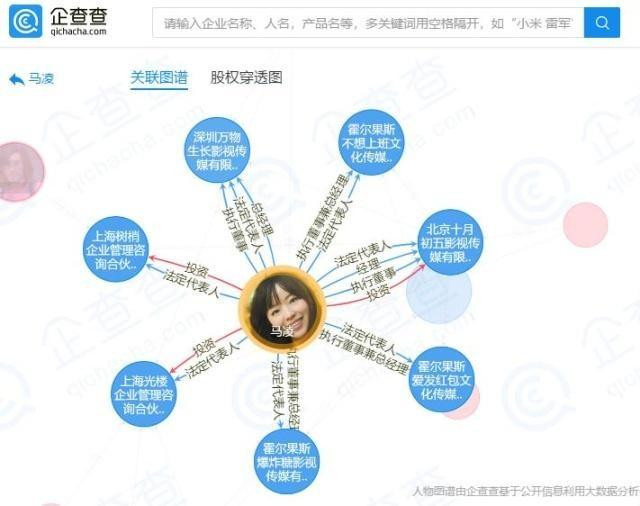 企查查
qichacha.com
请输入企业名称、人名，产品名等，多关键词用空格隔开，如“小米 雷军”
马凌
关联图谱
股权穿透图
深圳万物
生长影视传
媒有限..
霍尔果斯
不想上班文
化传媒..
总经理
法定代表人
执行董事
执行董事兼总经理
法定代表人
上海树梢
企业管理咨
询合伙..
投资
法定代表人
北京十月
初五影视传
媒有限..
法定代表人
经理
执行董事
投资
马凌
上海光楼
企业管理咨
询合伙..
投资
法定代表人
法定代表人
执行董事兼总经理
霍尔果斯
爱发红包文
化传媒..
执行董事兼总经理
法定代表人
霍尔果斯
爆炸糖影视
传媒有..
人物图谱由企查查基于公开信息利用大数据分析